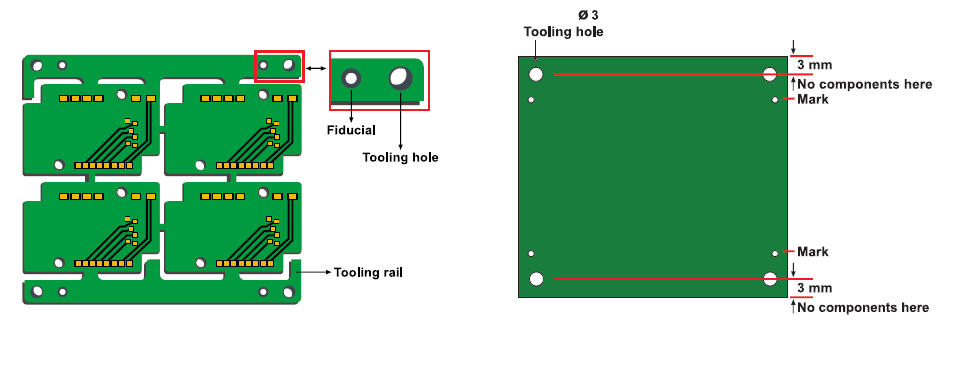 Fiducial
Tooling hole
Tooling rail
Ø 3
Tooling hole
3 mm
No components here
Mark
Mark
3 mm
No components here